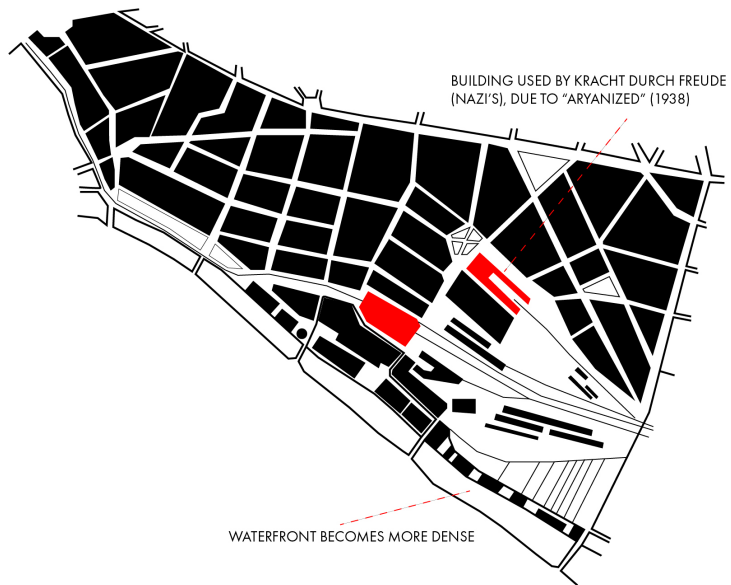 BUILDING USED BY KRACHT DURCH FREUDE
(NAZI'S), DUE TO "ARYANIZED" (1938)
WATERFRONT BECOMES MORE DENSE